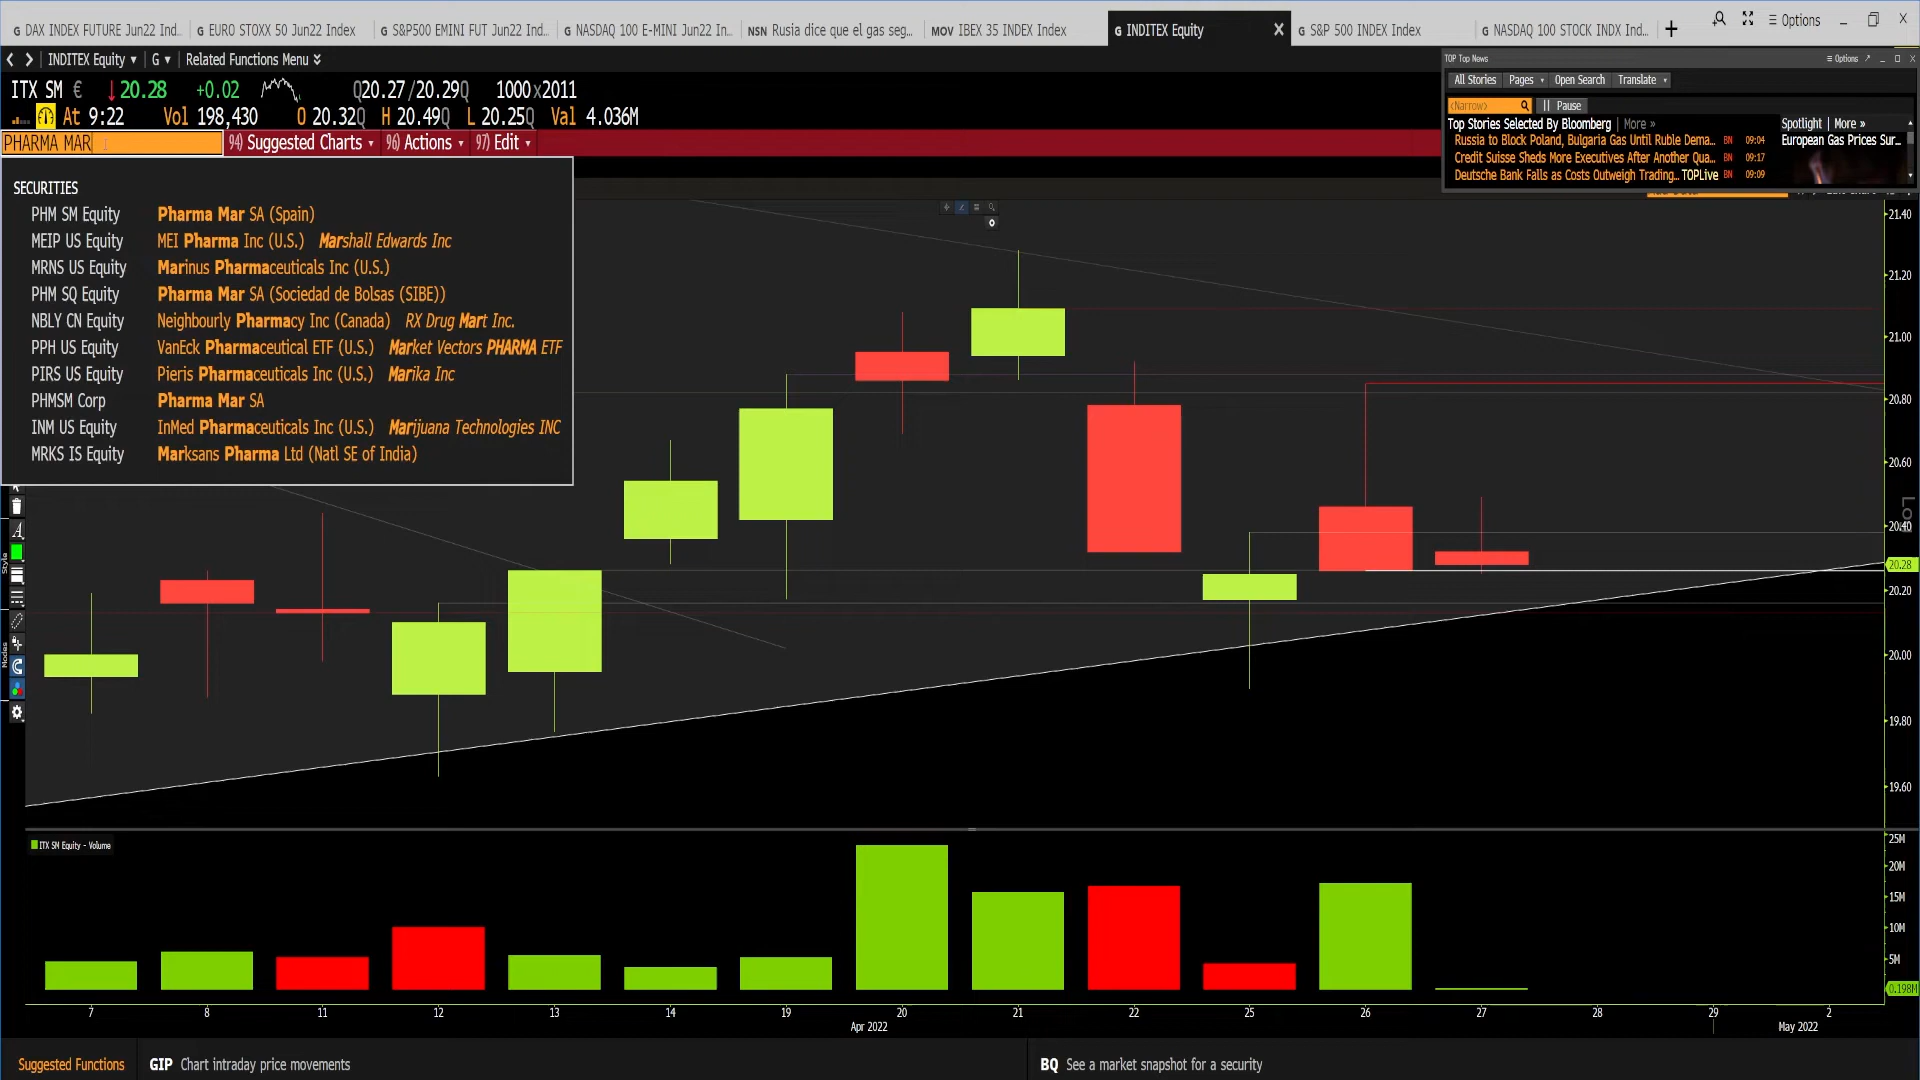 G DAX INDEX FUTURE Jun22 Ind... G EURO STOXX 50 Jun22 Index G S&P500 EMINI FUT Jun22 Ind... G NASDAQ 100 E-MINI Jun22 In... NSN Rusia dice que el gas seg... MOV IBEX 35 INDEX Index G INDITEX Equity X G S&P 500 INDEX Index G NASDAQ 100 STOCK INDX Ind... + Options
INDITEX Equity G Related Functions Menu
TOP Top News Options
ITX SM € ↓20.28 +0.02 Q20.27/20.29Q 1000x2011
All Stories Pages Open Search Translate
At 9:22 Vol 198,430 O 20.32Q H 20.49Q L 20.25Q Val 4.036M
<Narrow> Pause
Top Stories Selected By Bloomberg | More » Spotlight | More »
Russia to Block Poland, Bulgaria Gas Until Ruble Dema... BN 09:04 European Gas Prices Sur...
Credit Suisse Sheds More Executives After Another Qua... BN 09:17
Deutsche Bank Falls as Costs Outweigh Trading... TOPLive BN 09:09
PHARMA MAR 94) Suggested Charts 96) Actions 97) Edit
SECURITIES
PHM SM Equity Pharma Mar SA (Spain)
MEIP US Equity MEI Pharma Inc (U.S.) Marshall Edwards Inc
MRNS US Equity Marinus Pharmaceuticals Inc (U.S.)
PHM SQ Equity Pharma Mar SA (Sociedad de Bolsas (SIBE))
NBLY CN Equity Neighbourly Pharmacy Inc (Canada) RX Drug Mart Inc.
PPH US Equity VanEck Pharmaceutical ETF (U.S.) Market Vectors PHARMA ETF
PIRS US Equity Pieris Pharmaceuticals Inc (U.S.) Marika Inc
PHMSM Corp Pharma Mar SA
INM US Equity InMed Pharmaceuticals Inc (U.S.) Marijuana Technologies INC
MRKS IS Equity Marksans Pharma Ltd (Natl SE of India)
21.40
21.20
21.00
20.80
20.60
20.40
20.28
20.20
20.00
19.80
19.60
Style
Modes
ITX SM Equity - Volume
25M
20M
15M
10M
5M
0.198M
7 8 11 12 13 14 19 20 21 22 25 26 27 28 29 2
Apr 2022 May 2022
Suggested Functions GIP Chart intraday price movements BQ See a market snapshot for a security